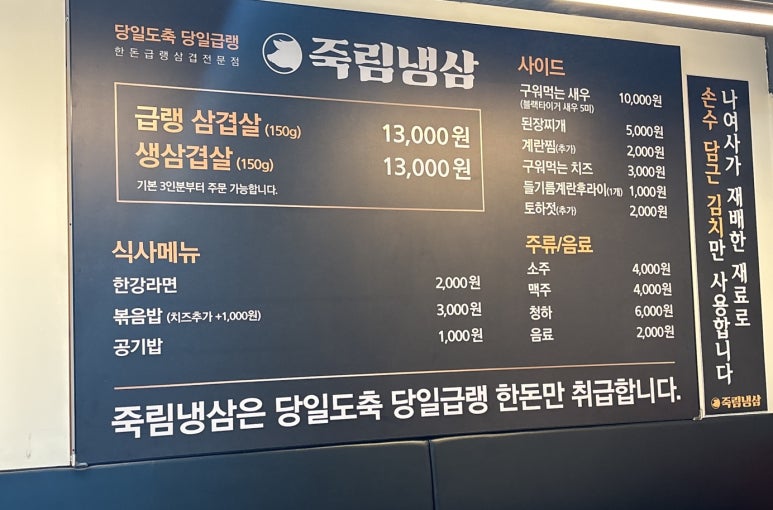 당일도축 당일급랭
한돈급랭삼겹전문점
죽림냉삼
급랭 삼겹살 (150g) 13,000원
생삼겹살 (150g) 13,000원
기본 3인분부터 주문 가능합니다.
식사메뉴
한강라면 2,000원
볶음밥 (치즈추가 +1,000원) 3,000원
공기밥 1,000원
사이드
구워먹는 새우 10,000원
(블랙타이거 새우 5미)
된장찌개 5,000원
계란찜(추가) 2,000원
구워먹는 치즈 3,000원
들기름계란후라이(1개) 1,000원
토하젓(추가) 2,000원
주류/음료
소주 4,000원
맥주 4,000원
청하 6,000원
음료 2,000원
죽림냉삼은 당일도축 당일급랭 한돈만 취급합니다.
나여사가 재배한 재료로
손수 담근 김치만 사용합니다
죽림냉삼